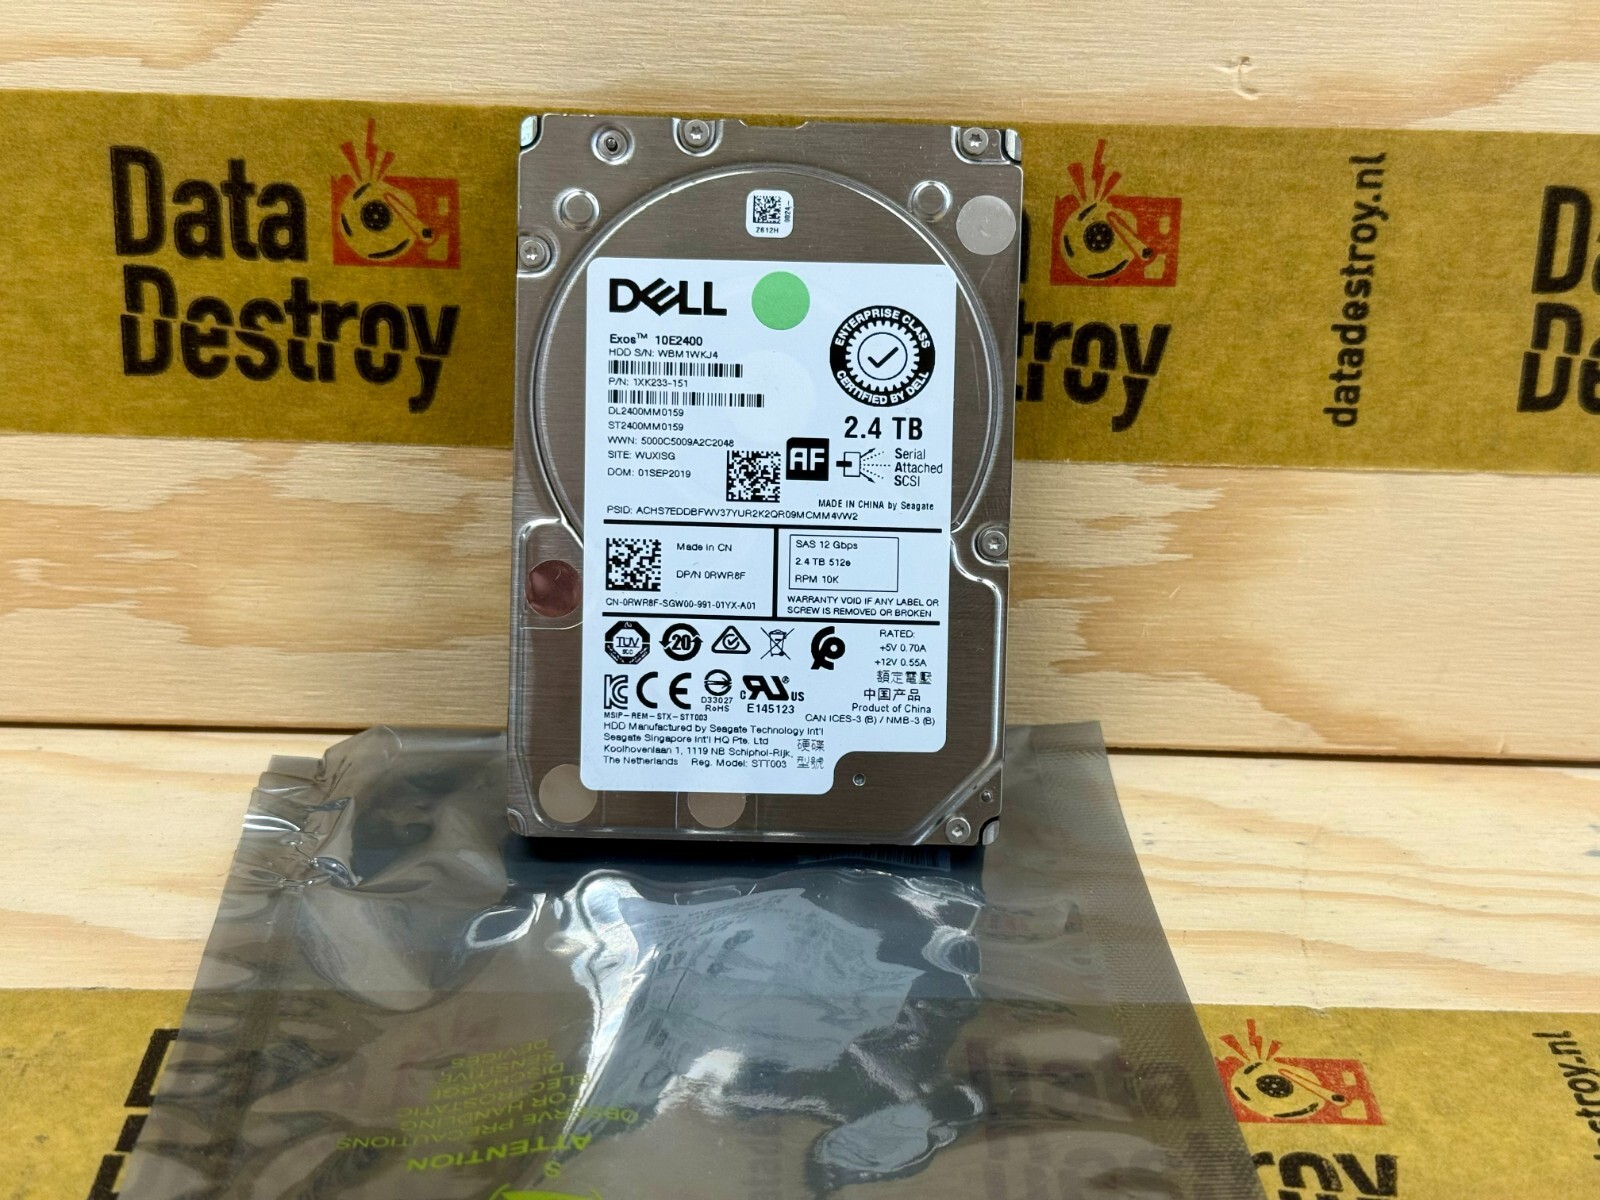 Data
Destroy
datadestroy.nl
Z612H
DELL
ENTERPRISE CLASS
CERTIFIED BY DELL
Exos™ 10E2400
HDD S/N: WBM1WKJ4
P/N: 1XK233-151
DL2400MM0159
ST2400MM0159
WWN: 5000C5009A2C2048
SITE: WUXISG
DOM: 01SEP2019
2.4 TB
AF
Serial
Attached
SCSI
MADE IN CHINA by Seagate
PSID: ACHS7EDDBFWV37YUR2K2QR09MCMM4VW2
Made in CN
DP/N 0RWR8F
CN-0RWR8F-SGW00-991-01YX-A01
SAS 12 Gbps
2.4 TB 512e
RPM 10K
WARRANTY VOID IF ANY LABEL OR
SCREW IS REMOVED OR BROKEN
TÜV
20
RATED:
+5V 0.70A
+12V 0.55A
額定電壓
中国产品
Product of China
CAN ICES-3 (B) / NMB-3 (B)
D33027
RoHS
c RU US
E145123
MSIP-REM-STX-STT003
HDD Manufactured by Seagate Technology Int'l
Seagate Singapore Int'l HQ Pte. Ltd
Koolhovenlaan 1, 1119 NB Schiphol-Rijk,
The Netherlands Reg. Model: STT003
硬碟
型號
ATTENTION
OBSERVE PRECAUTIONS
FOR HANDLING
ELECTROSTATIC
DISCHARGE
SENSITIVE
DEVICES